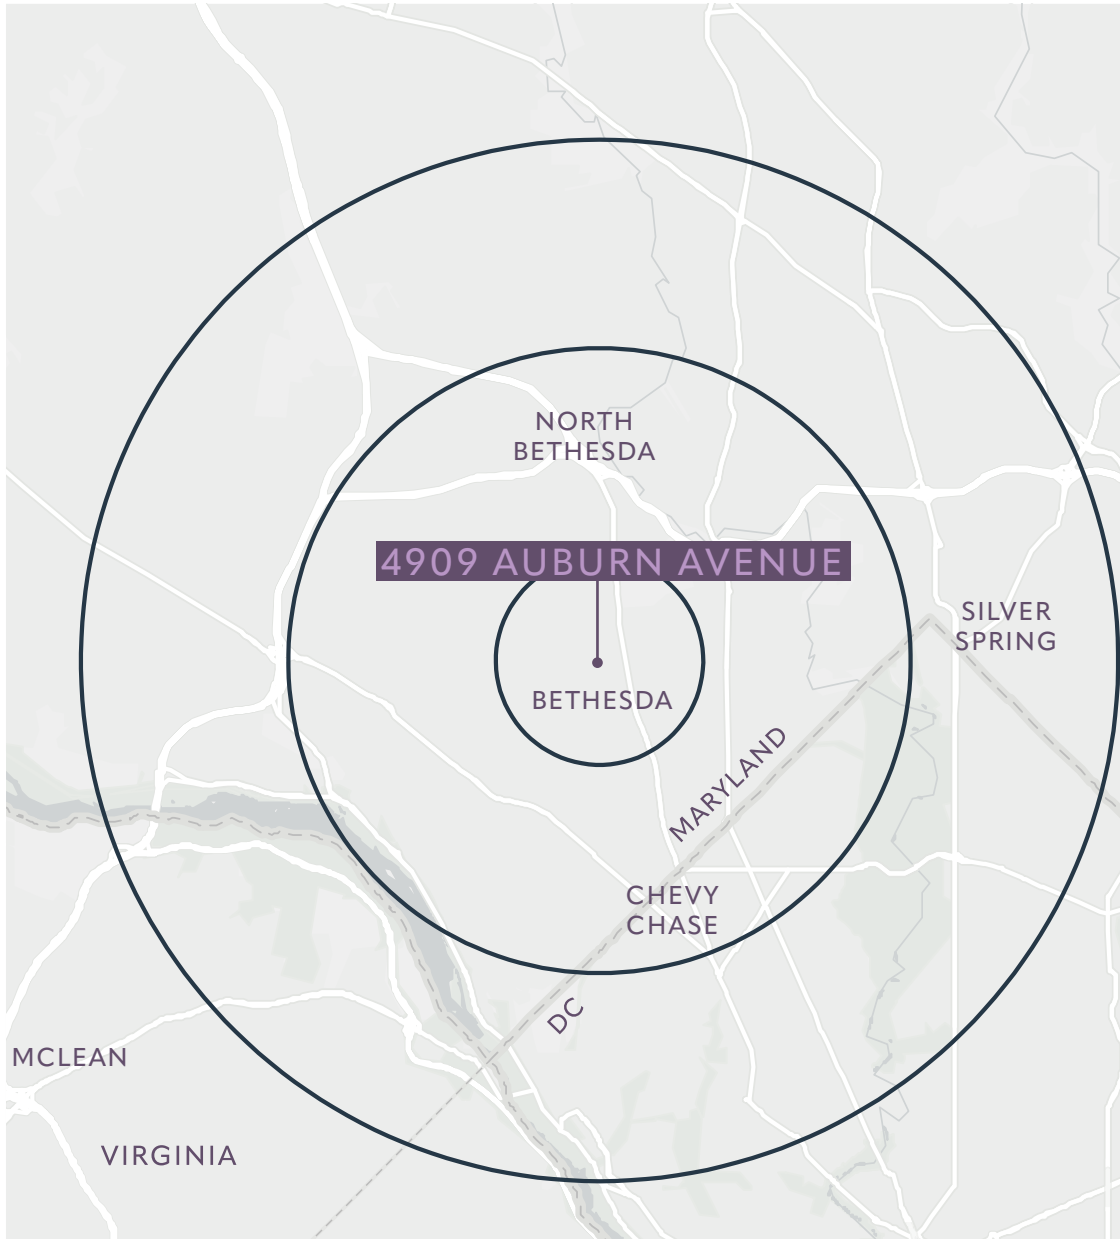 NORTH
BETHESDA
4909 AUBURN AVENUE
SILVER
SPRING
BETHESDA
MARYLAND
CHEVY
CHASE
DC
MCLEAN
VIRGINIA